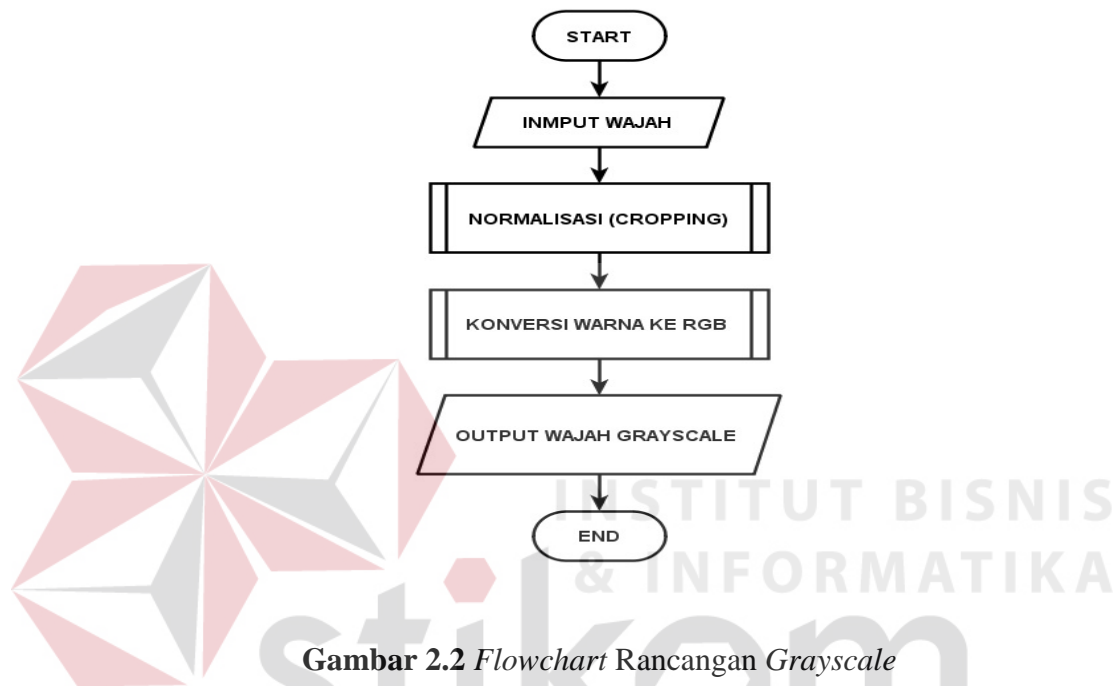 START
INMPUT WAJAH
NORMALISASI (CROPPING)
KONVERSI WARNA KE RGB
OUTPUT WAJAH GRAYSCALE
END
INSTITUT BISNIS
& INFORMATIKA
stikom
Gambar 2.2 Flowchart Rancangan Grayscale